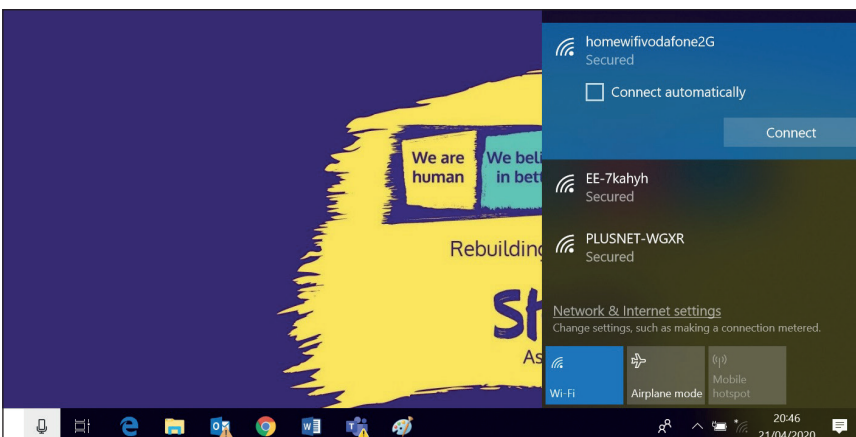 We are
human
We beli
in bett
Rebuilding
Sh
As
homewifivodafone2G
Secured
Connect automatically
Connect
EE-7kahyh
Secured
PLUSNET-WGXR
Secured
Network & Internet settings
Change settings, such as making a connection metered.
Wi-Fi
Airplane mode
Mobile
hotspot
20:46
21/04/2020